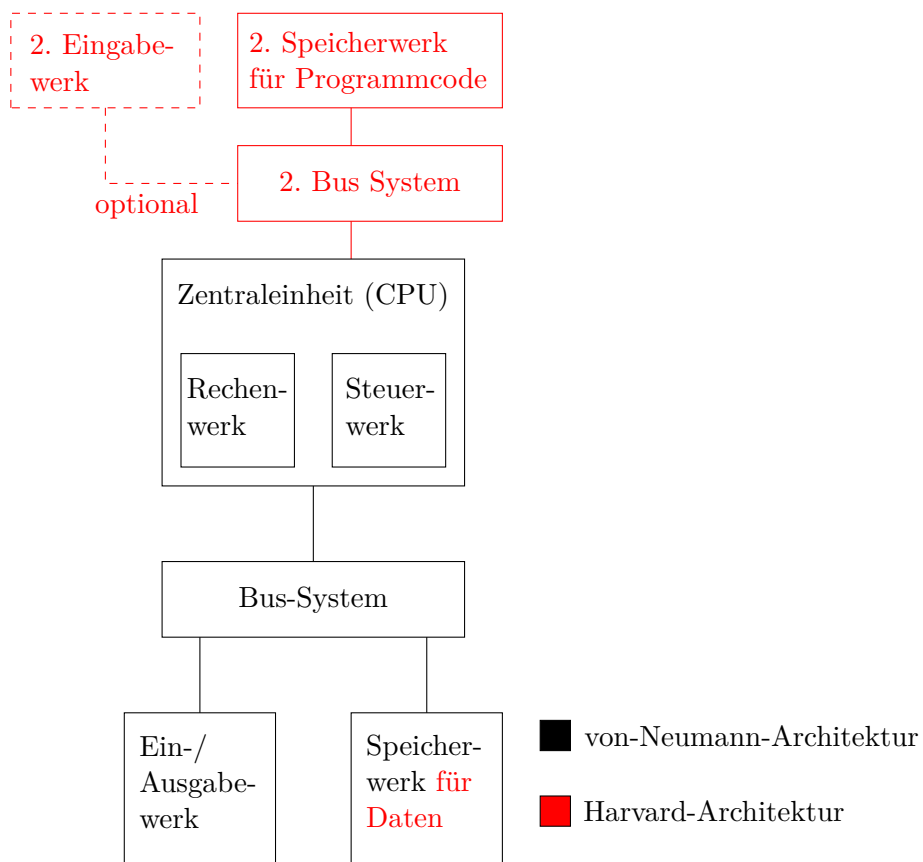 2. Eingabe-
werk
2. Speicherwerk
für Programmcode
2. Bus System
optional
Zentraleinheit (CPU)
Rechen-
werk
Steuer-
werk
Bus-System
Ein-/
Ausgabe-
werk
Speicher-
werk für
Daten
von-Neumann-Architektur
Harvard-Architektur